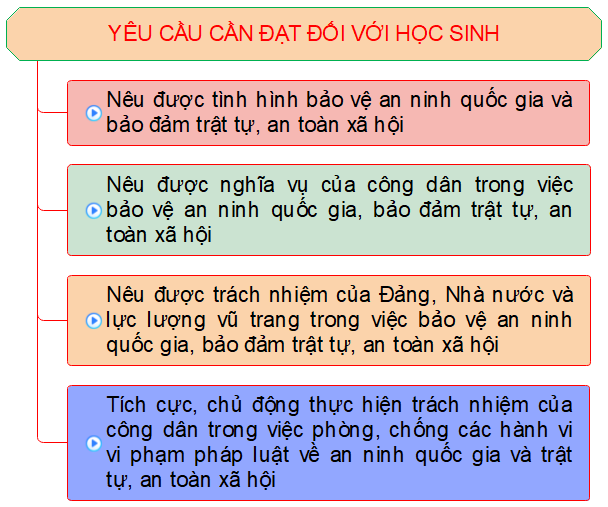 YÊU CẦU CẦN ĐẠT ĐỐI VỚI HỌC SINH
Nêu được tình hình bảo vệ an ninh quốc gia và
bảo đảm trật tự, an toàn xã hội
Nêu được nghĩa vụ của công dân trong việc
bảo vệ an ninh quốc gia, bảo đảm trật tự, an
toàn xã hội
Nêu được trách nhiệm của Đảng, Nhà nước và
lực lượng vũ trang trong việc bảo vệ an ninh
quốc gia, bảo đảm trật tự, an toàn xã hội
Tích cực, chủ động thực hiện trách nhiệm của
công dân trong việc phòng, chống các hành vi
vi phạm pháp luật về an ninh quốc gia và trật
tự, an toàn xã hội